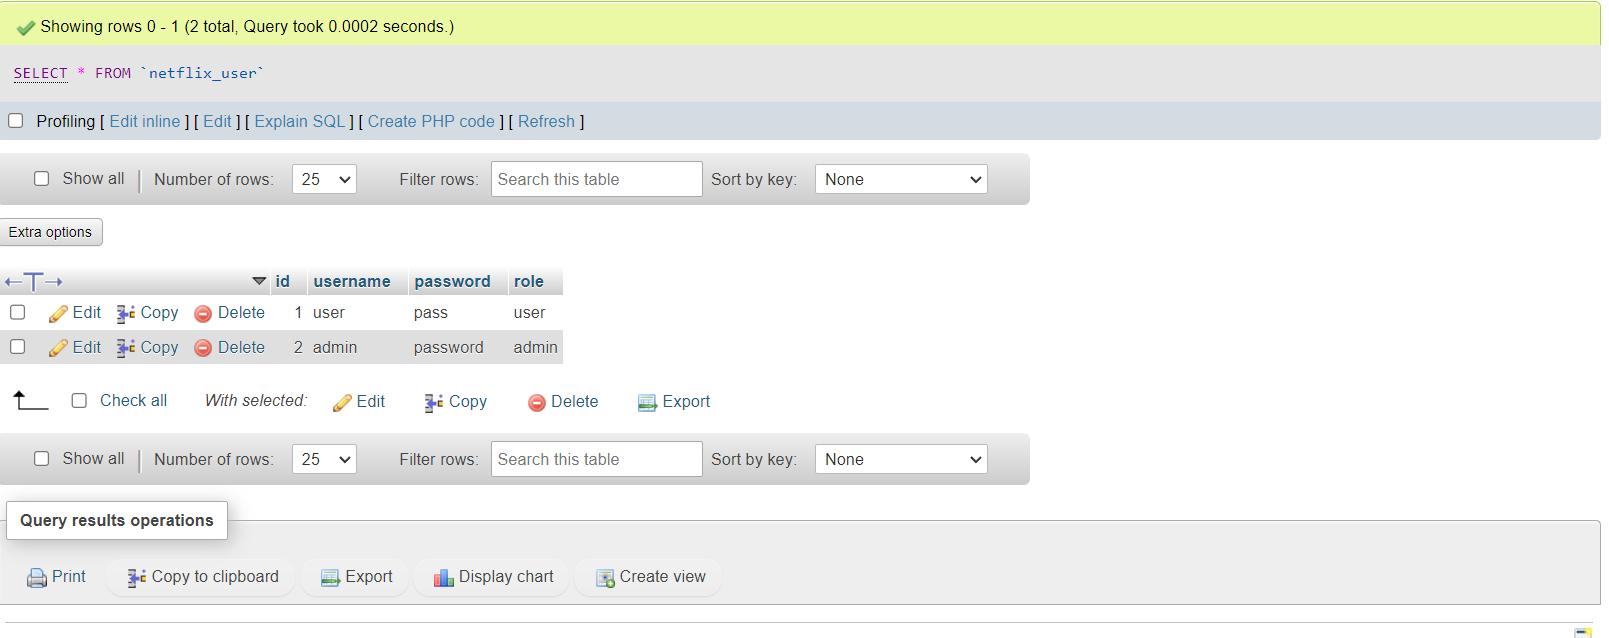 Showing rows 0 - 1 (2 total, Query took 0.0002 seconds.)
SELECT * FROM `netflix_user`
Profiling [ Edit inline ] [ Edit ] [ Explain SQL ] [ Create PHP code ] [ Refresh ]
Show all Number of rows: 25 Filter rows: Search this table Sort by key: None
Extra options
←T→ id username password role
Edit Copy Delete 1 user pass user
Edit Copy Delete 2 admin password admin
Check all With selected: Edit Copy Delete Export
Show all Number of rows: 25 Filter rows: Search this table Sort by key: None
Query results operations
Print Copy to clipboard Export Display chart Create view